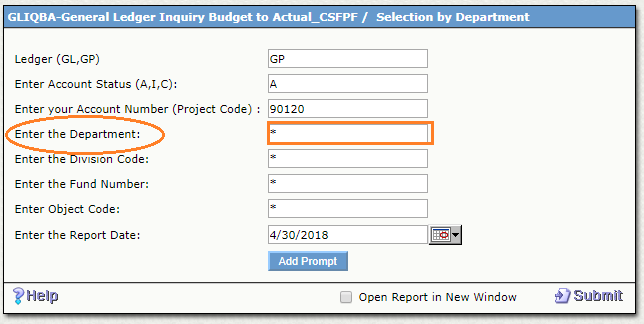 GLIQBA-General Ledger Inquiry Budget to Actual_CSFPF / Selection by Department
Ledger (GL,GP) GP
Enter Account Status (A,I,C): A
Enter your Account Number (Project Code) : 90120
Enter the Department: *
Enter the Division Code: *
Enter the Fund Number: *
Enter Object Code: *
Enter the Report Date: 4/30/2018
Add Prompt
?Help Open Report in New Window Submit